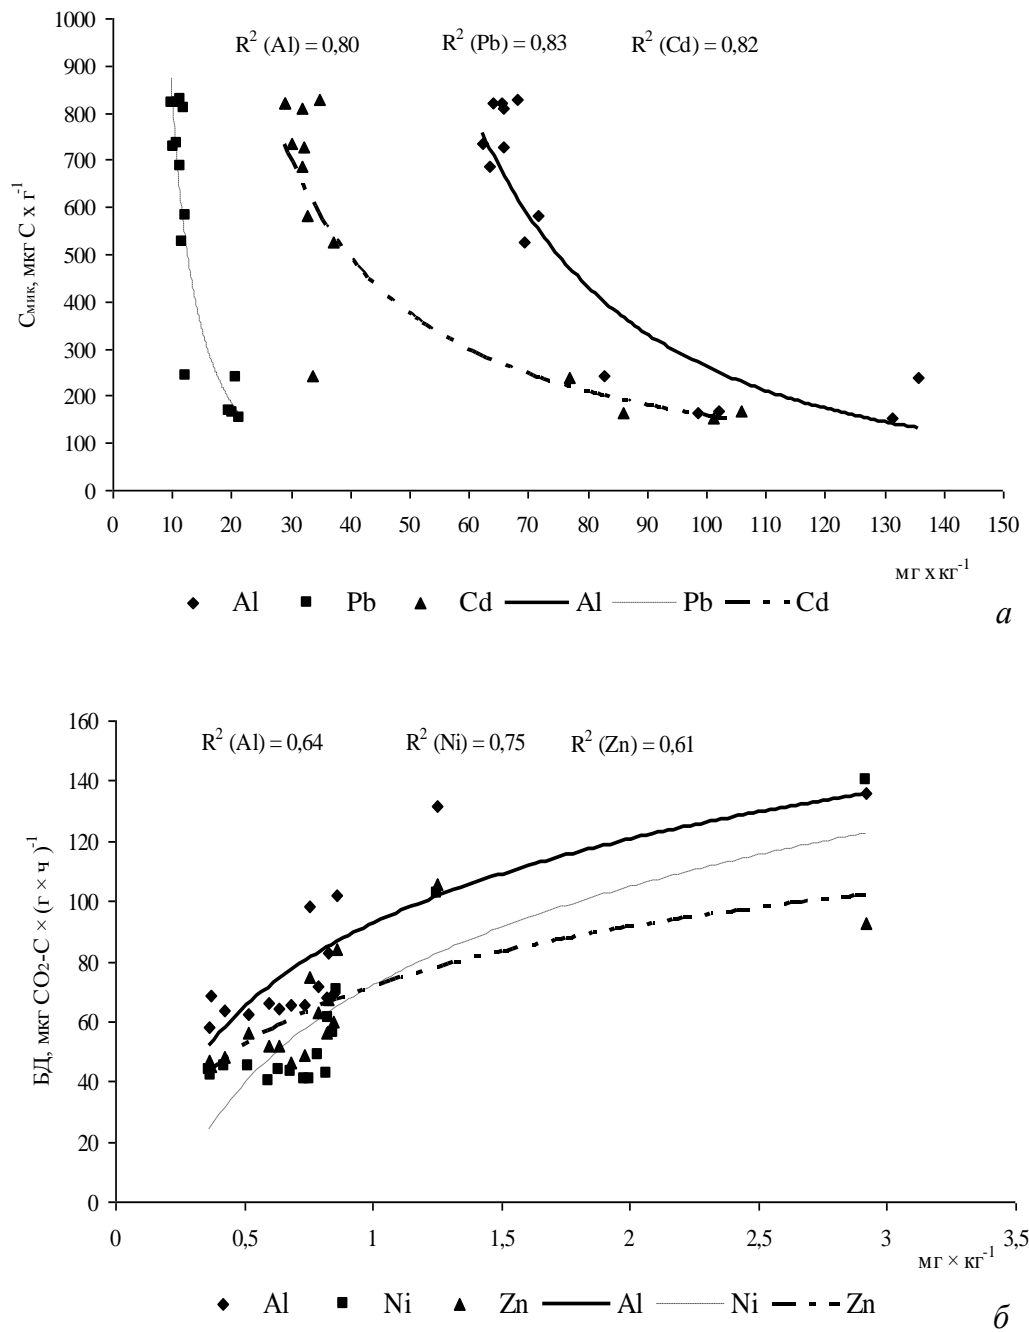 1000
R² (Al) = 0,80 R² (Pb) = 0,83 R² (Cd) = 0,82
900
800
700
600
500
400
300
200
100
0
Cмик, мкг C x г⁻¹
0 10 20 30 40 50 60 70 80 90 100 110 120 130 140 150
мг x кг⁻¹
Al Pb Cd Al Pb Cd
а
160
R² (Al) = 0,64 R² (Ni) = 0,75 R² (Zn) = 0,61
140
120
100
80
60
40
20
0
БД, мкг CO₂-C × (г × ч)⁻¹
0 0,5 1 1,5 2 2,5 3 3,5
мг × кг⁻¹
Al Ni Zn Al Ni Zn
б